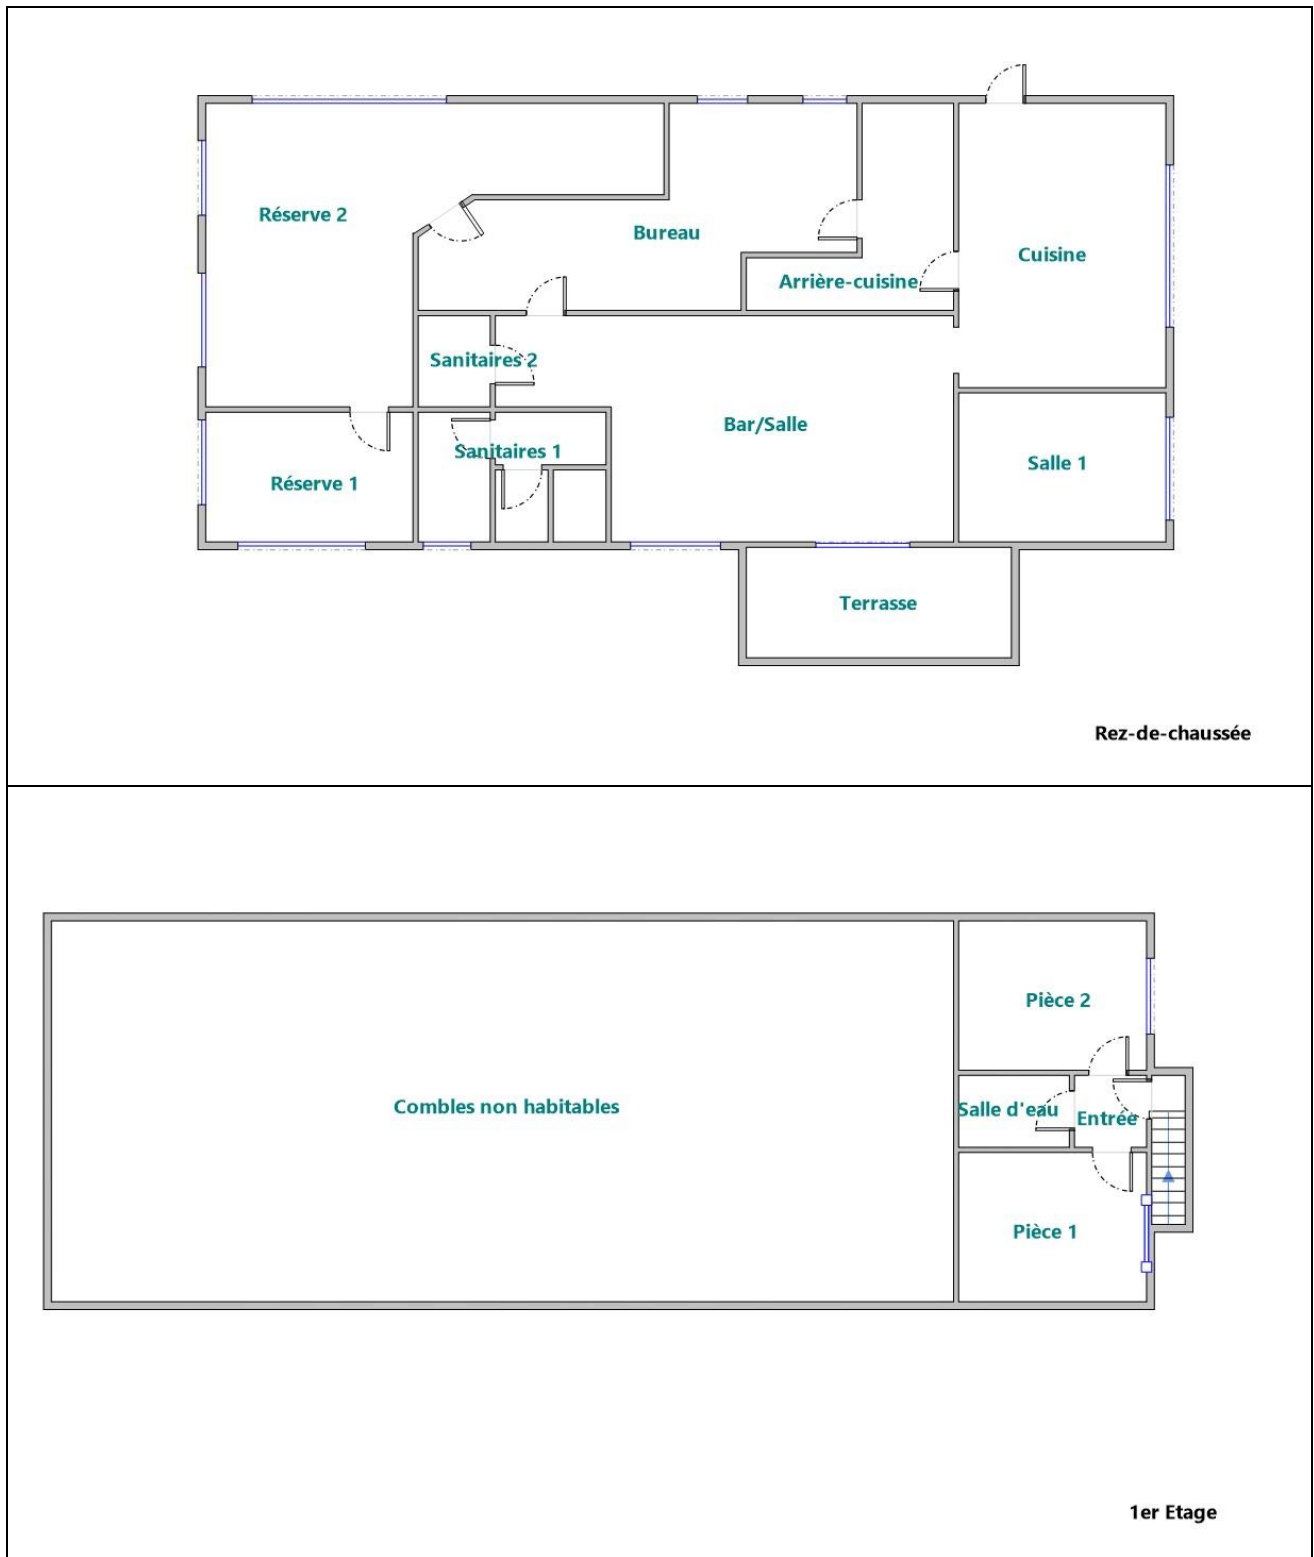 Réserve 2
Bureau
Cuisine
Arrière-cuisine
Sanitaires 2
Bar/Salle
Sanitaires 1
Salle 1
Réserve 1
Terrasse
Rez-de-chaussée
Pièce 2
Combles non habitables
Salle d'eau
Entrée
Pièce 1
1er Etage